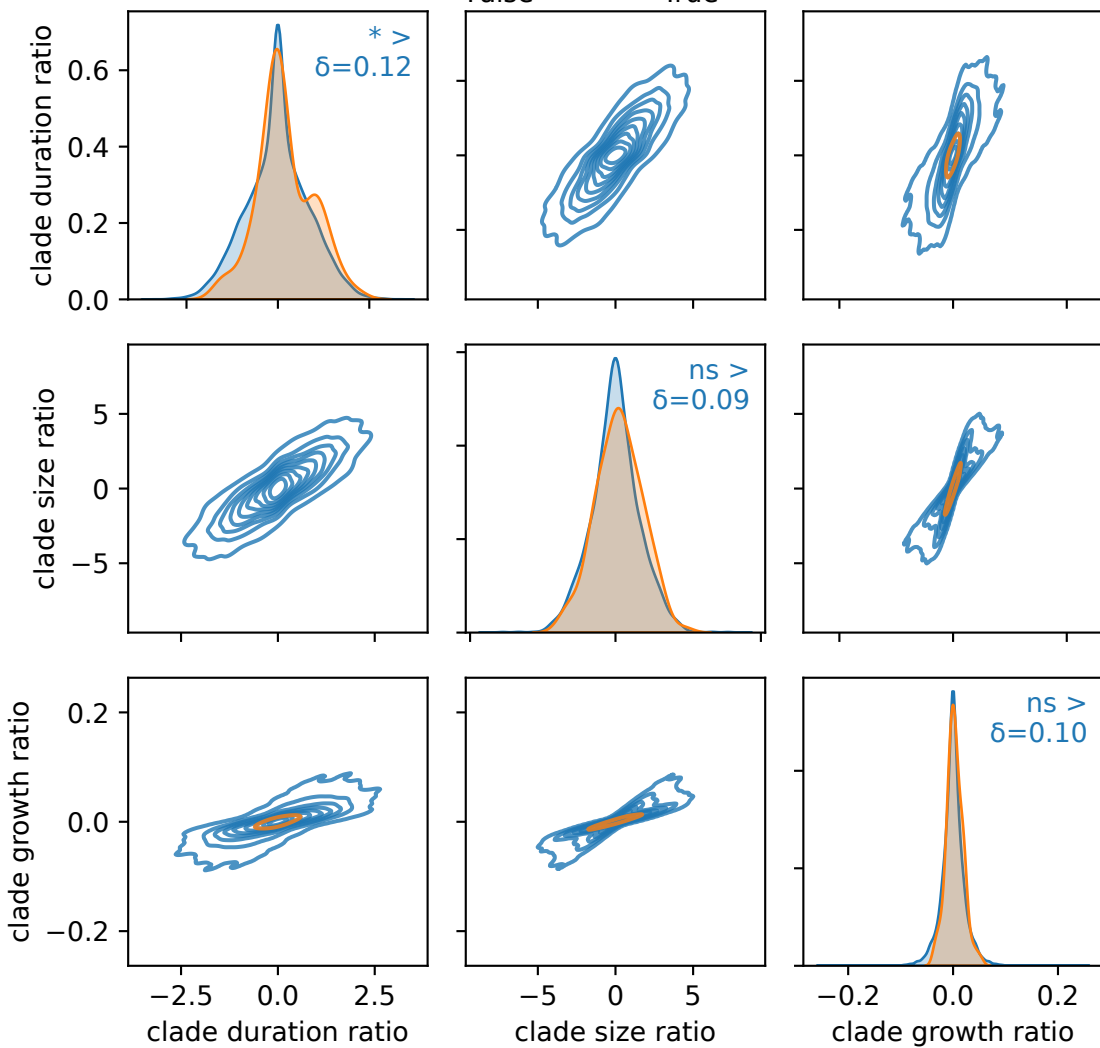 True
clade duration ratio
0.6
0.4
0.2
0.0
* >
δ=0.12
clade size ratio
5
0
−5
ns >
δ=0.09
clade growth ratio
0.2
0.0
−0.2
ns >
δ=0.10
−2.5 0.0 2.5
clade duration ratio
−5 0 5
clade size ratio
−0.2 0.0 0.2
clade growth ratio